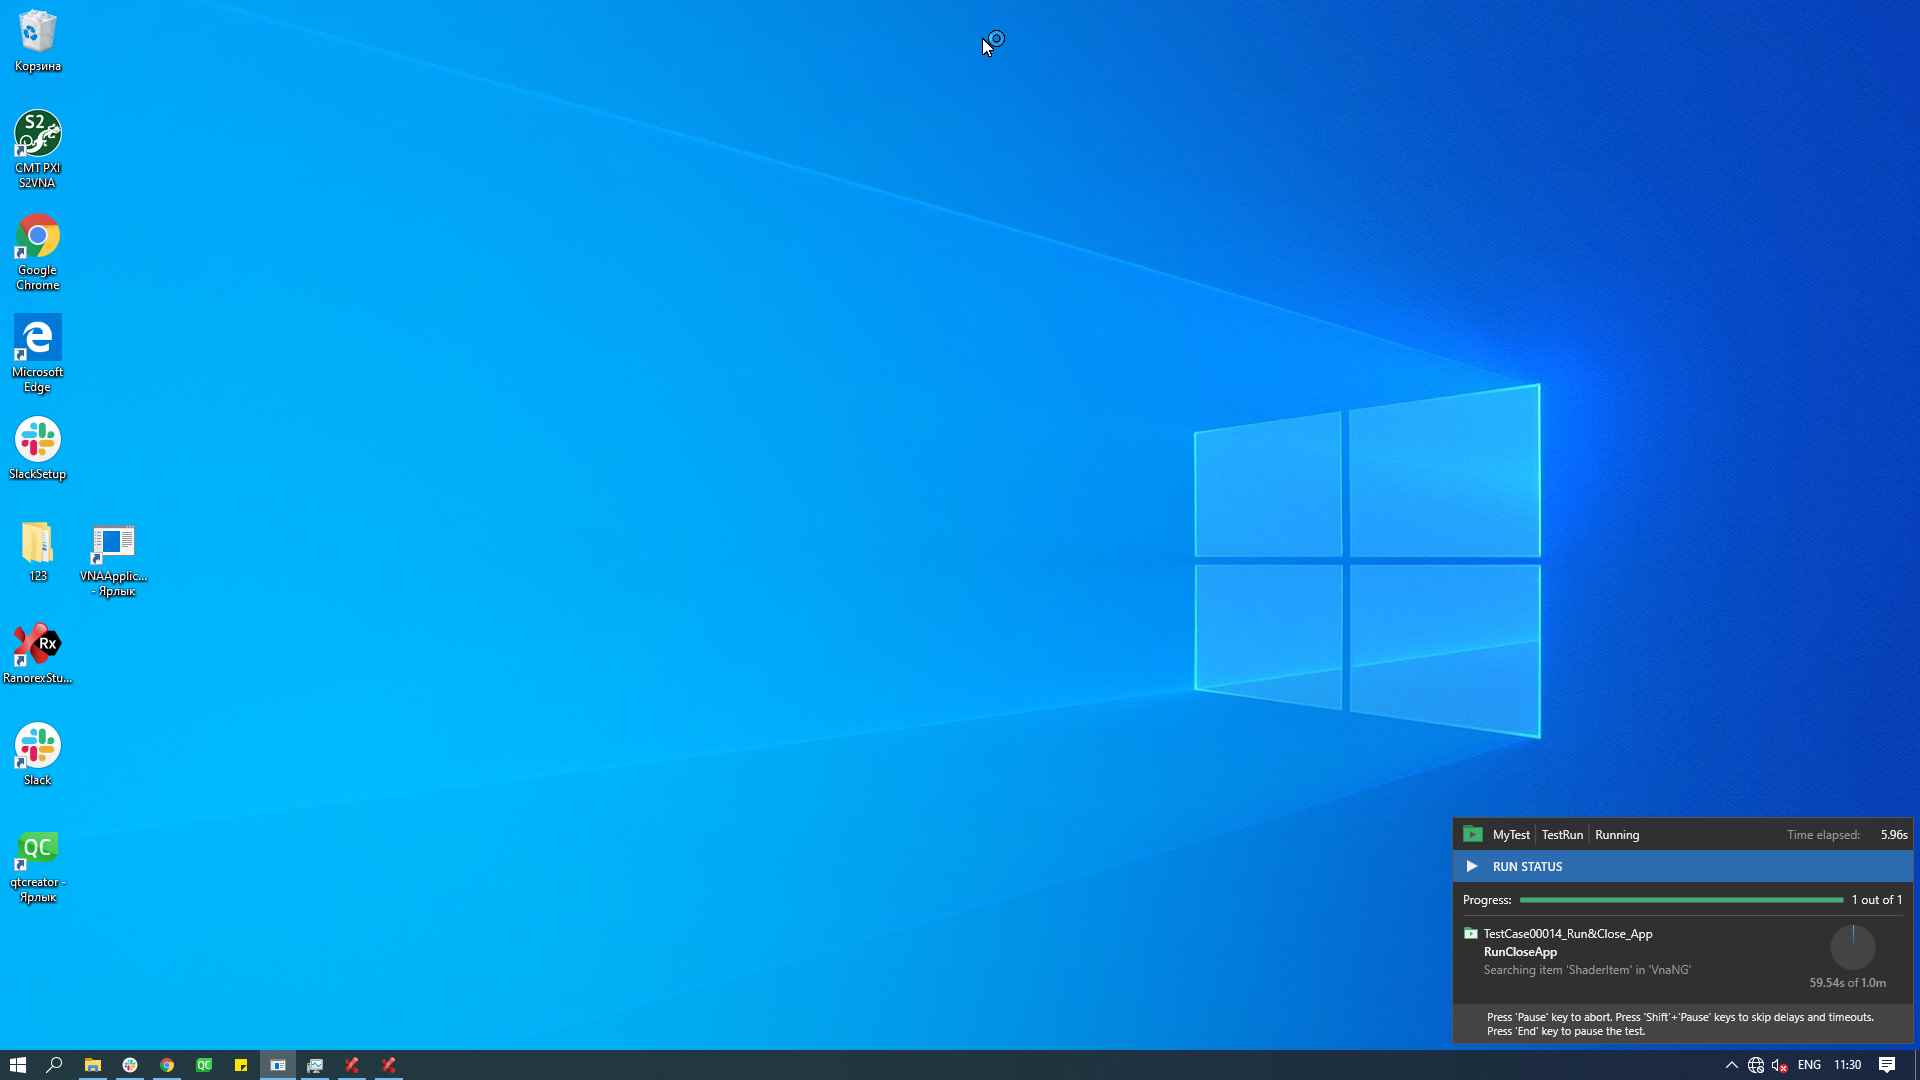 Корзина
S2
CMT PXI
S2VNA
Google
Chrome
Microsoft
Edge
SlackSetup
123
VNAApplic...
- Ярлык
Rx
RanorexStu...
Slack
QC
qtcreator -
Ярлык
MyTest TestRun Running Time elapsed: 5.96s
RUN STATUS
Progress: 1 out of 1
TestCase00014_Run&Close_App
RunCloseApp
Searching item 'ShaderItem' in 'VnaNG'
59.54s of 1.0m
Press 'Pause' key to abort. Press 'Shift'+'Pause' keys to skip delays and timeouts.
Press 'End' key to pause the test.
QC
ENG 11:30